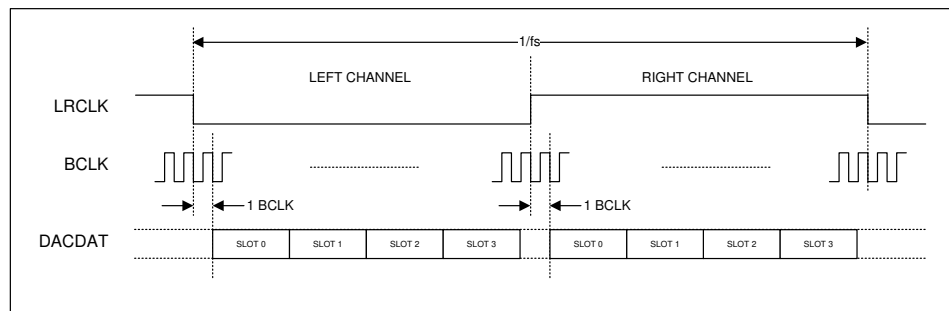 1/fs
LEFT CHANNEL RIGHT CHANNEL
LRCLK
BCLK
1 BCLK 1 BCLK
DACDAT SLOT 0 SLOT 1 SLOT 2 SLOT 3 SLOT 0 SLOT 1 SLOT 2 SLOT 3